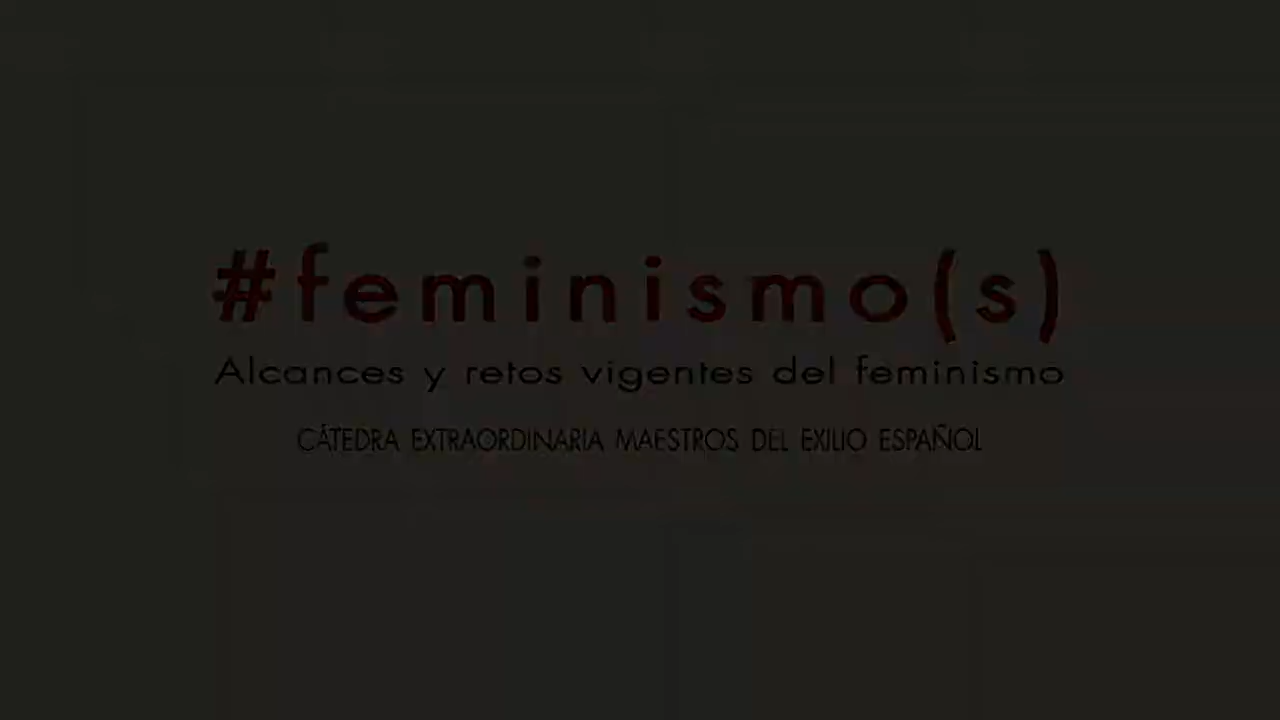 #feminismo(s)
Alcances y retos vigentes del feminismo
CÁTEDRA EXTRAORDINARIA MAESTROS DEL EXILIO ESPAÑOL